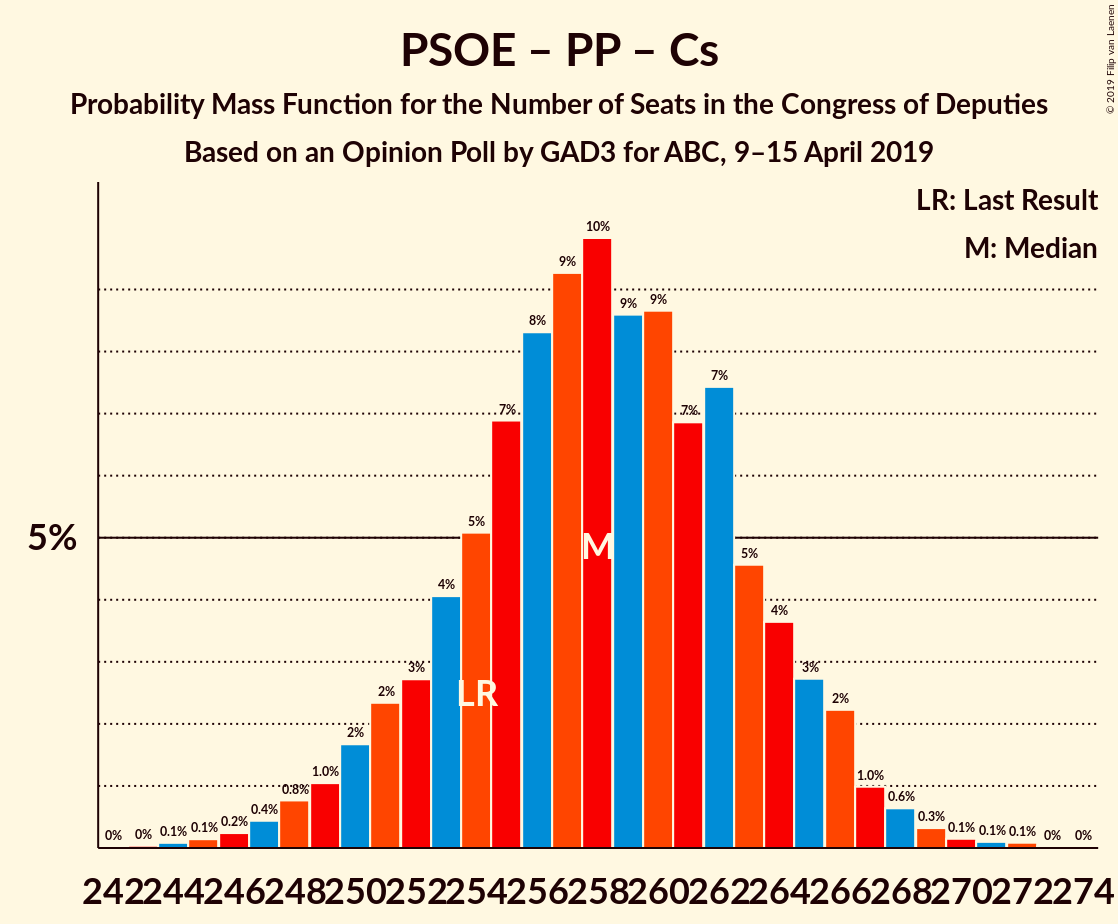 PSOE – PP – Cs
Probability Mass Function for the Number of Seats in the Congress of Deputies
Based on an Opinion Poll by GAD3 for ABC, 9–15 April 2019
© 2019 Filip van Laenen
LR: Last Result
M: Median
5%
0% 0% 0.1% 0.1% 0.2% 0.4% 0.8% 1.0% 2% 2% 3% 4% 5% 7% 8% 9% 10% 9% 9% 7% 7% 5% 4% 3% 2% 1.0% 0.6% 0.3% 0.1% 0.1% 0.1% 0% 0%
M
LR
242 244 246 248 250 252 254 256 258 260 262 264 266 268 270 272 274